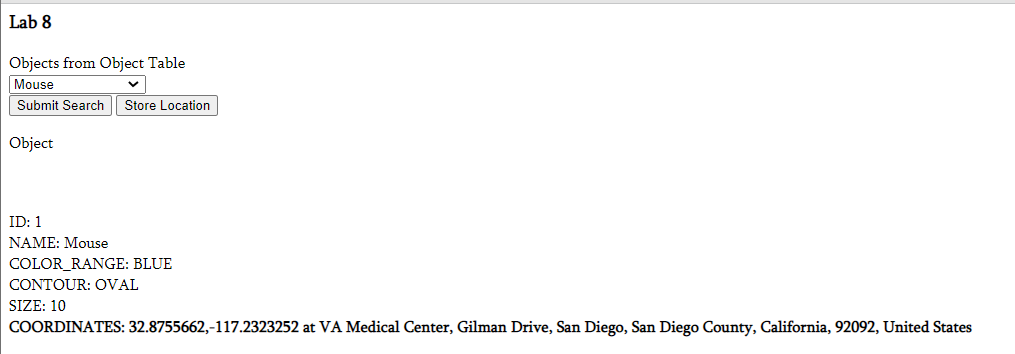 Lab 8
Objects from Object Table
Mouse
Submit Search Store Location
Object
ID: 1
NAME: Mouse
COLOR_RANGE: BLUE
CONTOUR: OVAL
SIZE: 10
COORDINATES: 32.8755662,-117.2323252 at VA Medical Center, Gilman Drive, San Diego, San Diego County, California, 92092, United States